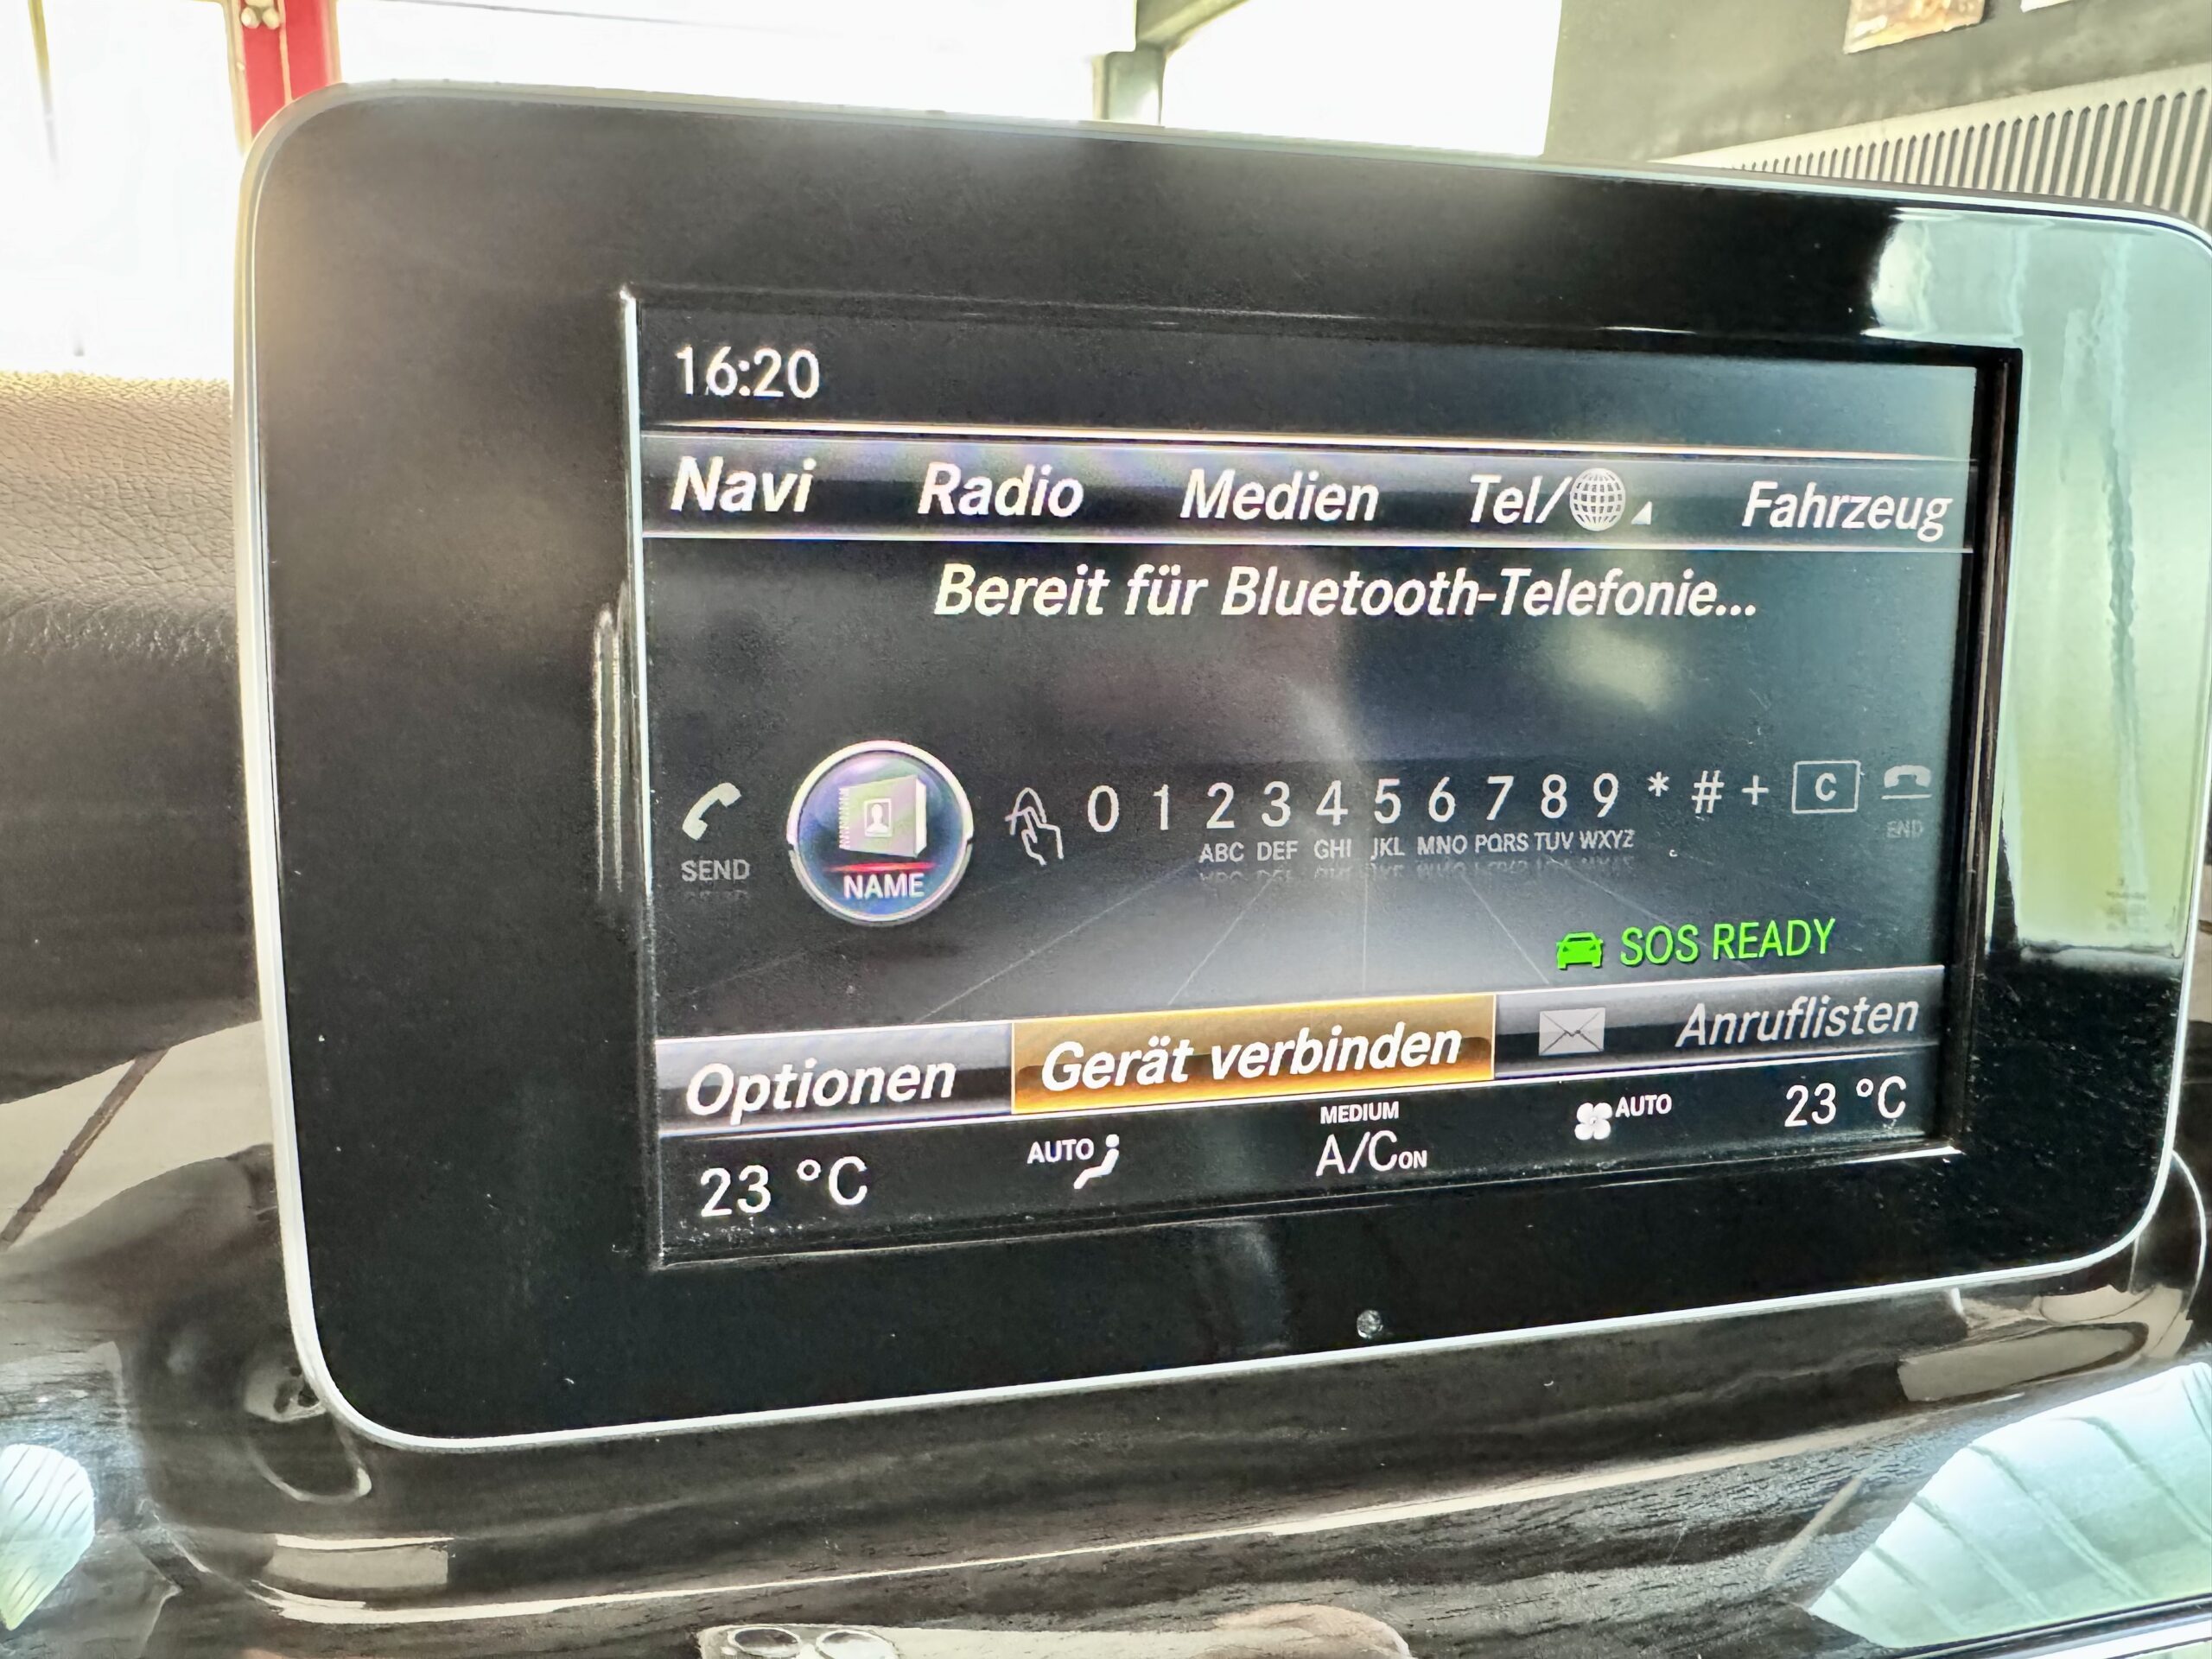 16:20
Navi Radio Medien Tel/ Fahrzeug
Bereit für Bluetooth-Telefonie...
SEND NAME 0 1 2 3 4 5 6 7 8 9 * # + C END
ABC DEF GHI JKL MNO PQRS TUV WXYZ
SOS READY
Optionen Gerät verbinden Anruflisten
23 °C AUTO MEDIUM A/C ON AUTO 23 °C